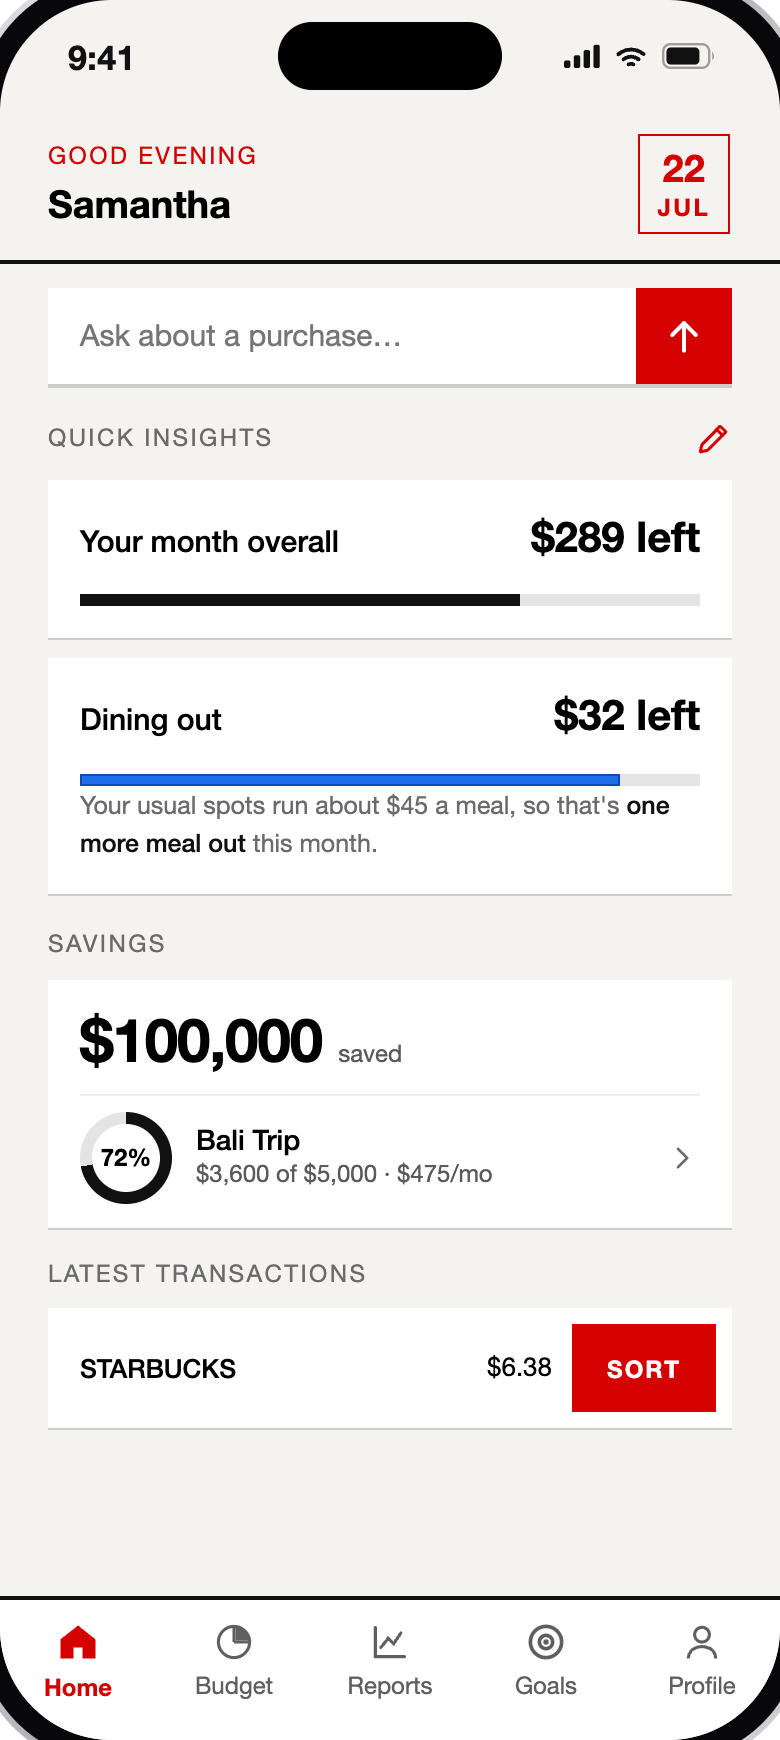 9:41
GOOD EVENING
Samantha
22
JUL
Ask about a purchase...
QUICK INSIGHTS
Your month overall
$289 left
Dining out
$32 left
Your usual spots run about $45 a meal, so that's one
more meal out this month.
SAVINGS
$100,000 saved
72%
Bali Trip
$3,600 of $5,000 · $475/mo
LATEST TRANSACTIONS
STARBUCKS
$6.38
SORT
Home
Budget
Reports
Goals
Profile